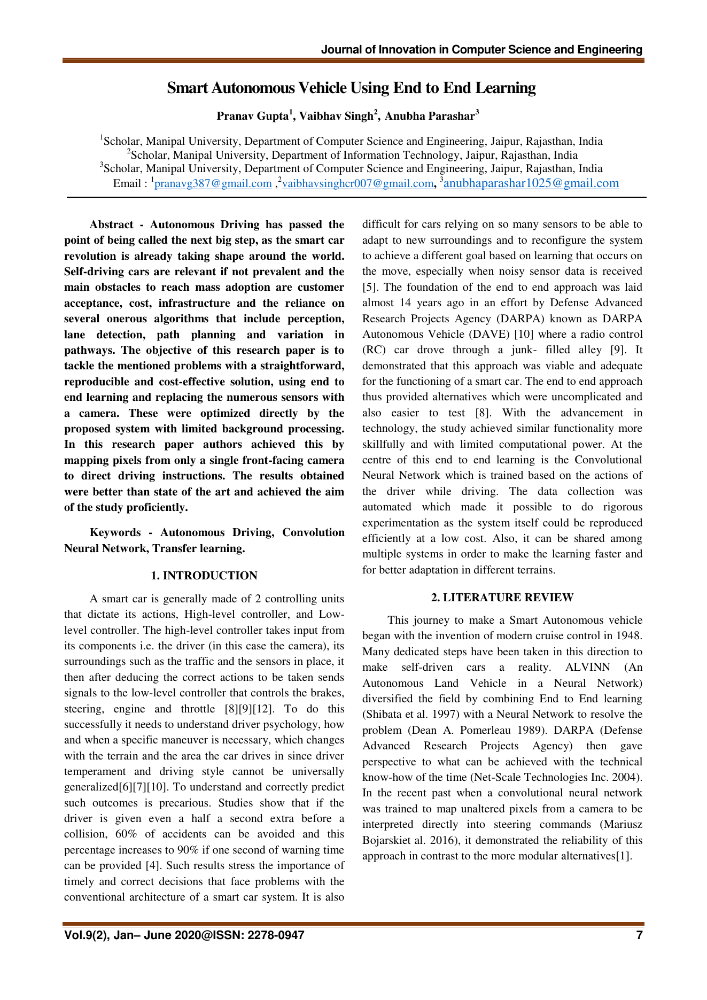 Journal of Innovation in Computer Science and Engineering
Smart Autonomous Vehicle Using End to End Learning
Pranav Gupta1, Vaibhav Singh2, Anubha Parashar3
1Scholar, Manipal University, Department of Computer Science and Engineering, Jaipur, Rajasthan, India
2Scholar, Manipal University, Department of Information Technology, Jaipur, Rajasthan, India
3Scholar, Manipal University, Department of Computer Science and Engineering, Jaipur, Rajasthan, India
Email : 1pranavg387@gmail.com ,2vaibhavsinghcr007@gmail.com, 3anubhaparashar1025@gmail.com
Abstract - Autonomous Driving has passed the
point of being called the next big step, as the smart car
revolution is already taking shape around the world.
Self-driving cars are relevant if not prevalent and the
main obstacles to reach mass adoption are customer
acceptance, cost, infrastructure and the reliance on
several onerous algorithms that include perception,
lane detection, path planning and variation in
pathways. The objective of this research paper is to
tackle the mentioned problems with a straightforward,
reproducible and cost-effective solution, using end to
end learning and replacing the numerous sensors with
a camera. These were optimized directly by the
proposed system with limited background processing.
In this research paper authors achieved this by
mapping pixels from only a single front-facing camera
to direct driving instructions. The results obtained
were better than state of the art and achieved the aim
of the study proficiently.
Keywords - Autonomous Driving, Convolution
Neural Network, Transfer learning.
1. INTRODUCTION
A smart car is generally made of 2 controlling units
that dictate its actions, High-level controller, and Low-
level controller. The high-level controller takes input from
its components i.e. the driver (in this case the camera), its
surroundings such as the traffic and the sensors in place, it
then after deducing the correct actions to be taken sends
signals to the low-level controller that controls the brakes,
steering, engine and throttle [8][9][12]. To do this
successfully it needs to understand driver psychology, how
and when a specific maneuver is necessary, which changes
with the terrain and the area the car drives in since driver
temperament and driving style cannot be universally
generalized[6][7][10]. To understand and correctly predict
such outcomes is precarious. Studies show that if the
driver is given even a half a second extra before a
collision, 60% of accidents can be avoided and this
percentage increases to 90% if one second of warning time
can be provided [4]. Such results stress the importance of
timely and correct decisions that face problems with the
conventional architecture of a smart car system. It is also
difficult for cars relying on so many sensors to be able to
adapt to new surroundings and to reconfigure the system
to achieve a different goal based on learning that occurs on
the move, especially when noisy sensor data is received
[5]. The foundation of the end to end approach was laid
almost 14 years ago in an effort by Defense Advanced
Research Projects Agency (DARPA) known as DARPA
Autonomous Vehicle (DAVE) [10] where a radio control
(RC) car drove through a junk- filled alley [9]. It
demonstrated that this approach was viable and adequate
for the functioning of a smart car. The end to end approach
thus provided alternatives which were uncomplicated and
also easier to test [8]. With the advancement in
technology, the study achieved similar functionality more
skillfully and with limited computational power. At the
centre of this end to end learning is the Convolutional
Neural Network which is trained based on the actions of
the driver while driving. The data collection was
automated which made it possible to do rigorous
experimentation as the system itself could be reproduced
efficiently at a low cost. Also, it can be shared among
multiple systems in order to make the learning faster and
for better adaptation in different terrains.
2. LITERATURE REVIEW
This journey to make a Smart Autonomous vehicle
began with the invention of modern cruise control in 1948.
Many dedicated steps have been taken in this direction to
make self-driven cars a reality. ALVINN (An
Autonomous Land Vehicle in a Neural Network)
diversified the field by combining End to End learning
(Shibata et al. 1997) with a Neural Network to resolve the
problem (Dean A. Pomerleau 1989). DARPA (Defense
Advanced Research Projects Agency) then gave
perspective to what can be achieved with the technical
know-how of the time (Net-Scale Technologies Inc. 2004).
In the recent past when a convolutional neural network
was trained to map unaltered pixels from a camera to be
interpreted directly into steering commands (Mariusz
Bojarskiet al. 2016), it demonstrated the reliability of this
approach in contrast to the more modular alternatives[1].
Vol.9(2), Jan– June 2020@ISSN: 2278-0947 7